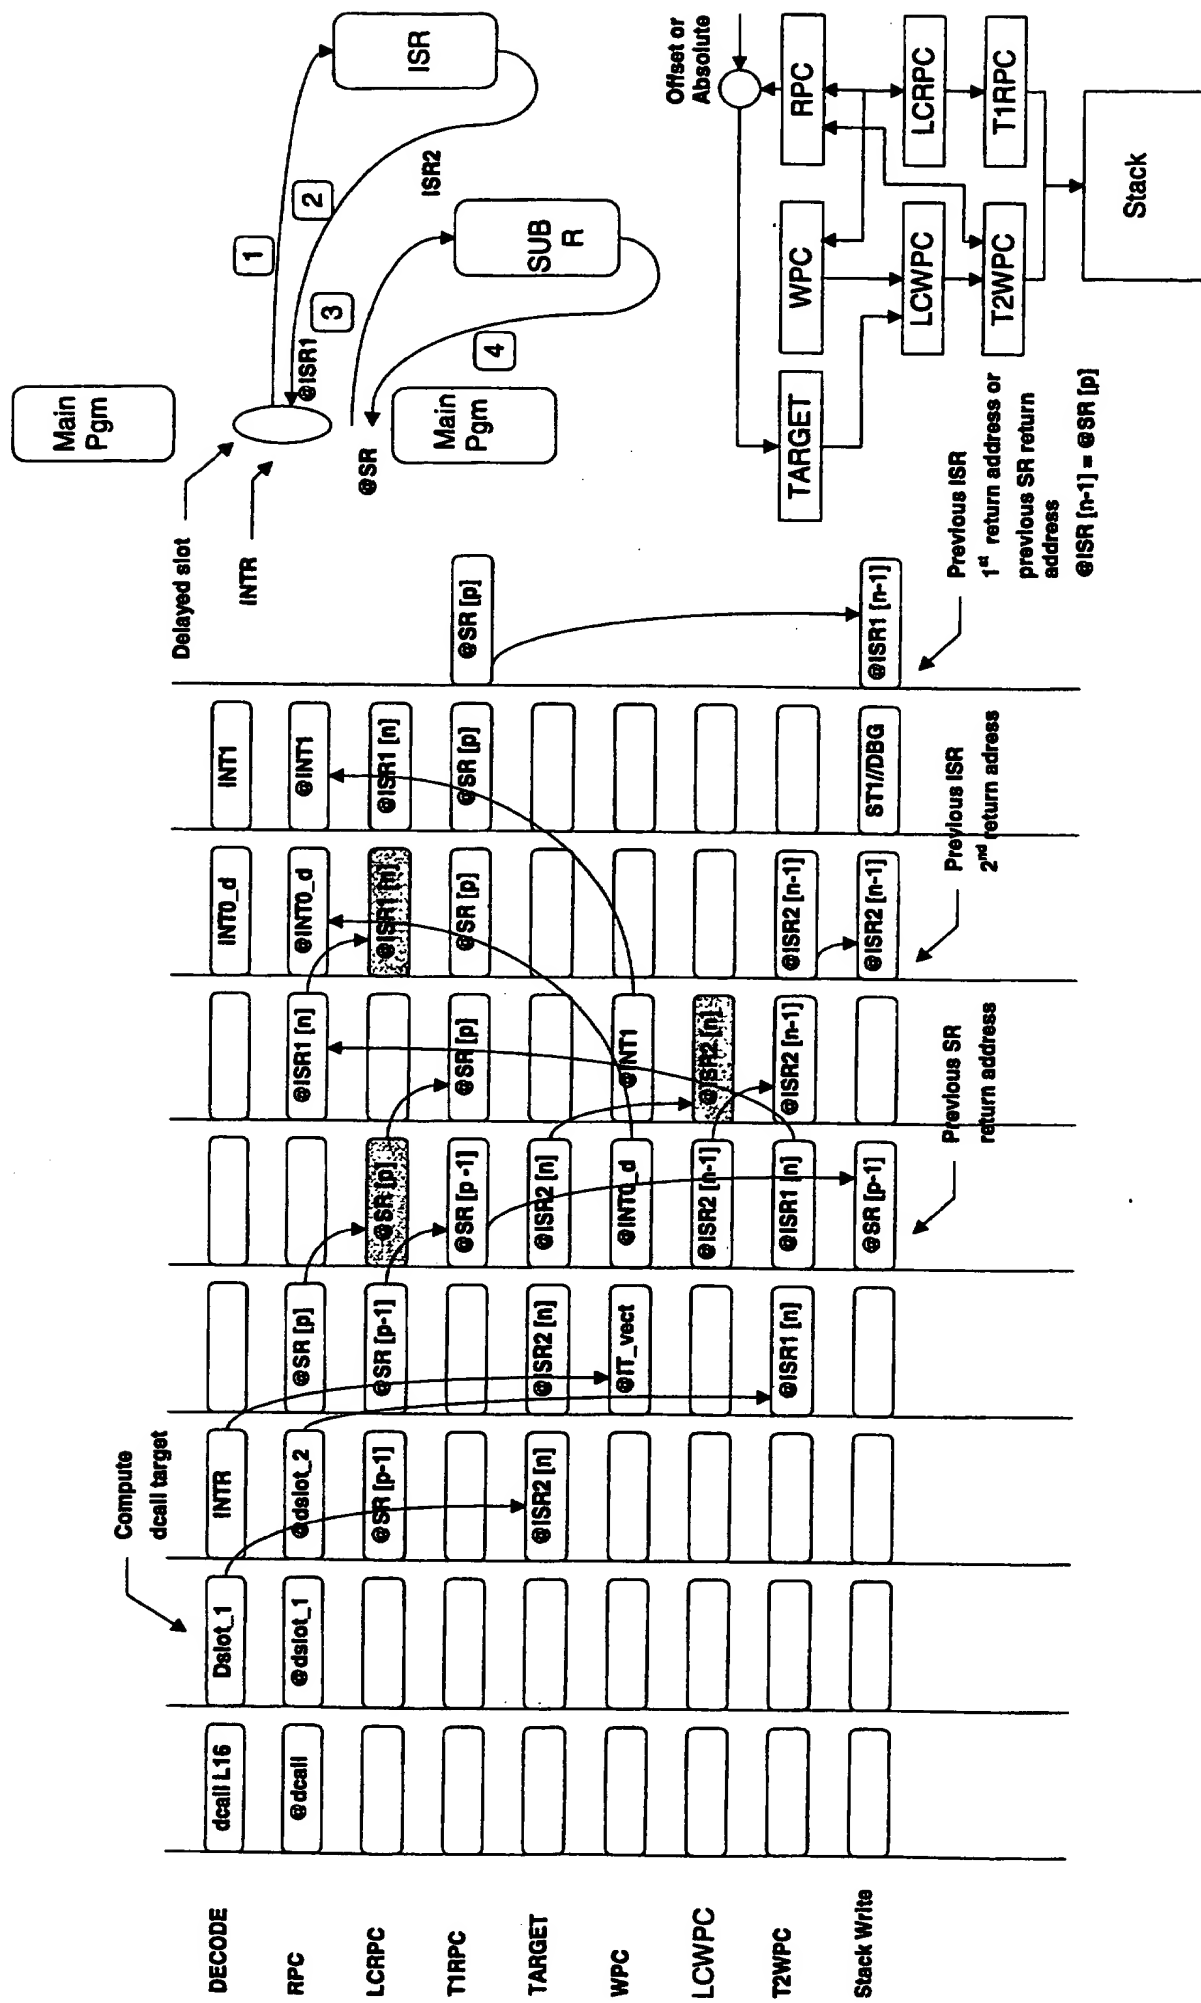 Compute
dcall target
Delayed slot
INTR
Main
Pgm
@ISR1
@SR
Main
Pgm
1
2
3
4
ISR
ISR2
SUB
R
DECODE
dcall L16
Dslot_1
INTR
INT0_d
INT1
RPC
@dcall
@dslot_1
@dslot_2
@SR [p]
@ISR1 [n]
@INT0_d
@INT1
LCRPC
@SR [p-1]
@SR [p-1]
@SR [p]
@ISR1 [n]
@ISR1 [n]
T1RPC
@SR [p -1]
@SR [p]
@SR [p]
@SR [p]
@SR [p]
TARGET
@ISR2 [n]
@ISR2 [n]
@ISR2 [n]
WPC
@IT_vect
@INT0_d
@INT1
LCWPC
@ISR2 [n-1]
@ISR2 [n]
T2WPC
@ISR1 [n]
@ISR1 [n]
@ISR2 [n-1]
@ISR2 [n-1]
Stack Write
@SR [p-1]
@ISR2 [n-1]
ST1//DBG
@ISR1 [n-1]
Previous SR
return address
Previous ISR
2nd return adress
Previous ISR
1st return address or
previous SR return
address
@ISR [n-1] = @SR [p]
Offset or
Absolute
TARGET
WPC
RPC
LCWPC
LCRPC
T2WPC
T1RPC
Stack